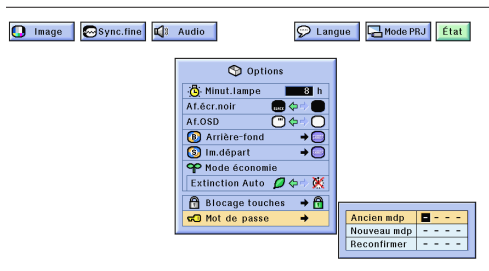 Image Sync.fine Audio Langue Mode PRJ État
Options
Minut.lampe 8 h
Af.écr.noir
Af.OSD
Arrière-fond
Im.départ
Mode économie
Extinction Auto
Blocage touches
Mot de passe
Ancien mdp - - -
Nouveau mdp - - - -
Reconfirmer - - - -